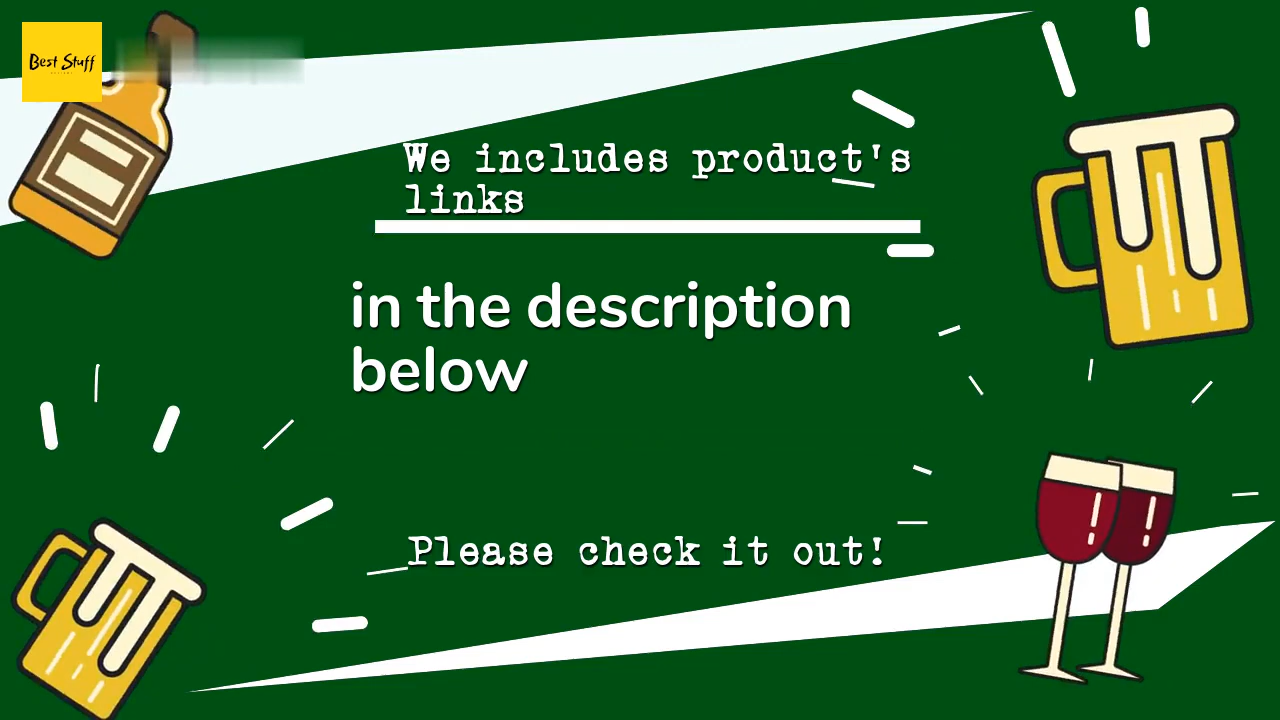 Best Stuff
We includes product's
links
in the description
below
Please check it out!